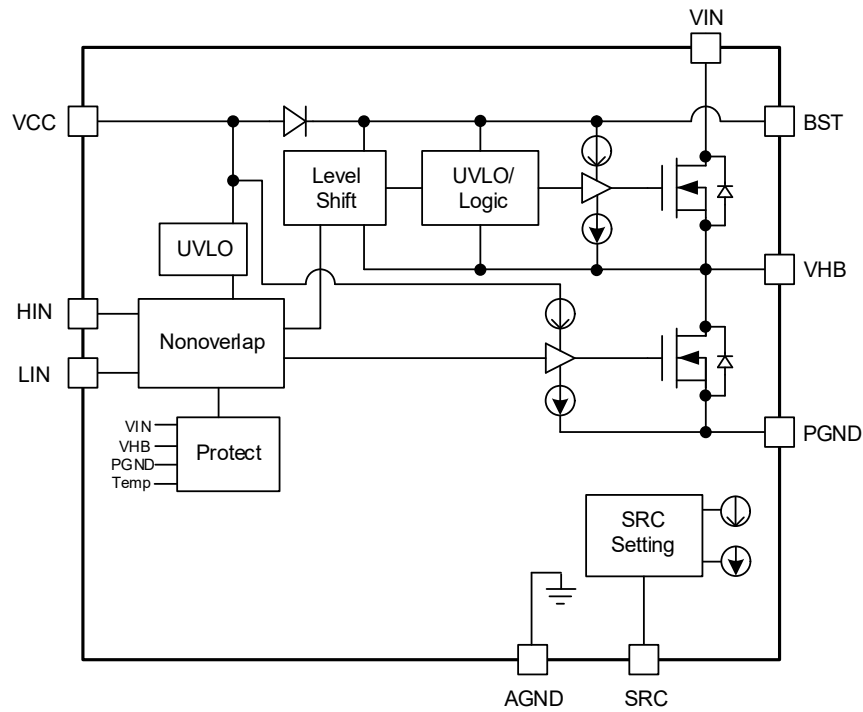 VIN
VCC
BST
Level
Shift
UVLO/
Logic
UVLO
VHB
HIN
Nonoverlap
LIN
VIN
VHB
PGND
Temp
Protect
PGND
SRC
Setting
AGND
SRC